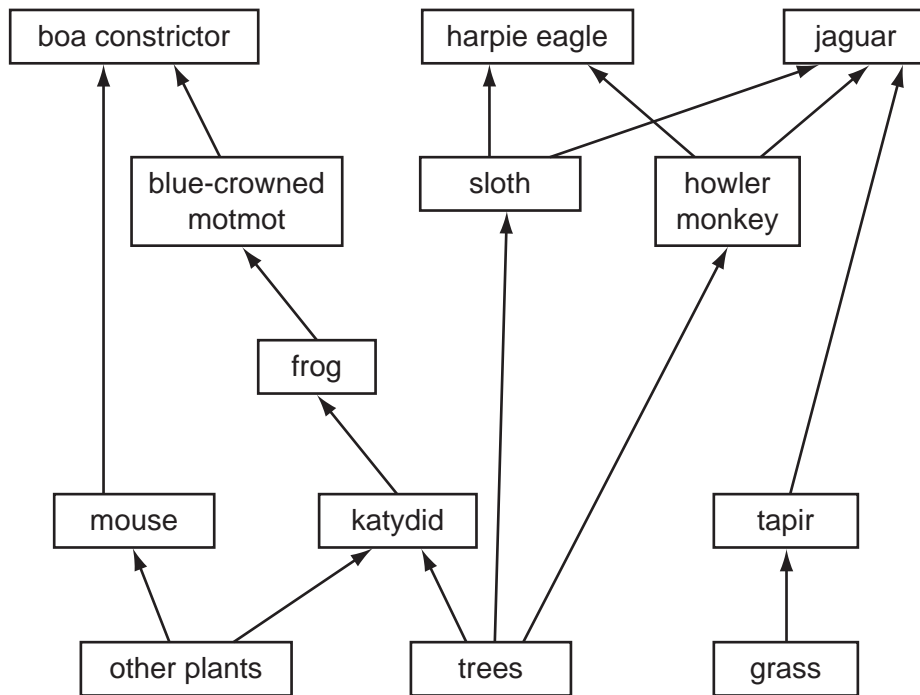 boa constrictor
harpie eagle
jaguar
blue-crowned
motmot
sloth
howler
monkey
frog
mouse
katydid
tapir
other plants
trees
grass